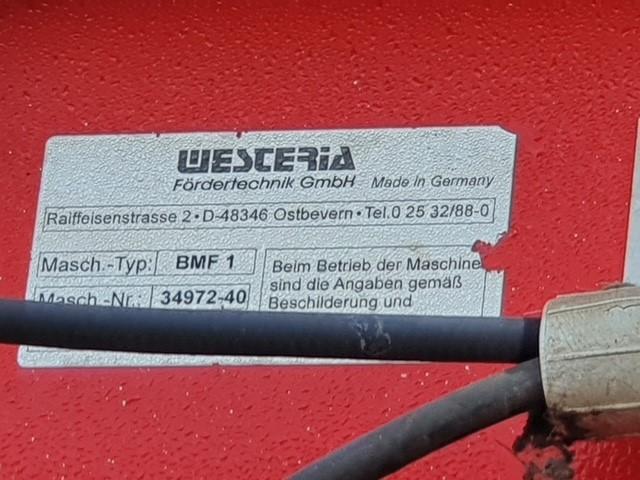 WESTERIA
Fördertechnik GmbH Made in Germany
Raiffeisenstrasse 2 • D-48346 Ostbevern • Tel.0 25 32/88-0
Masch.-Typ: BMF 1
Masch.-Nr.: 34972-40
Beim Betrieb der Maschine
sind die Angaben gemäß
Beschilderung und